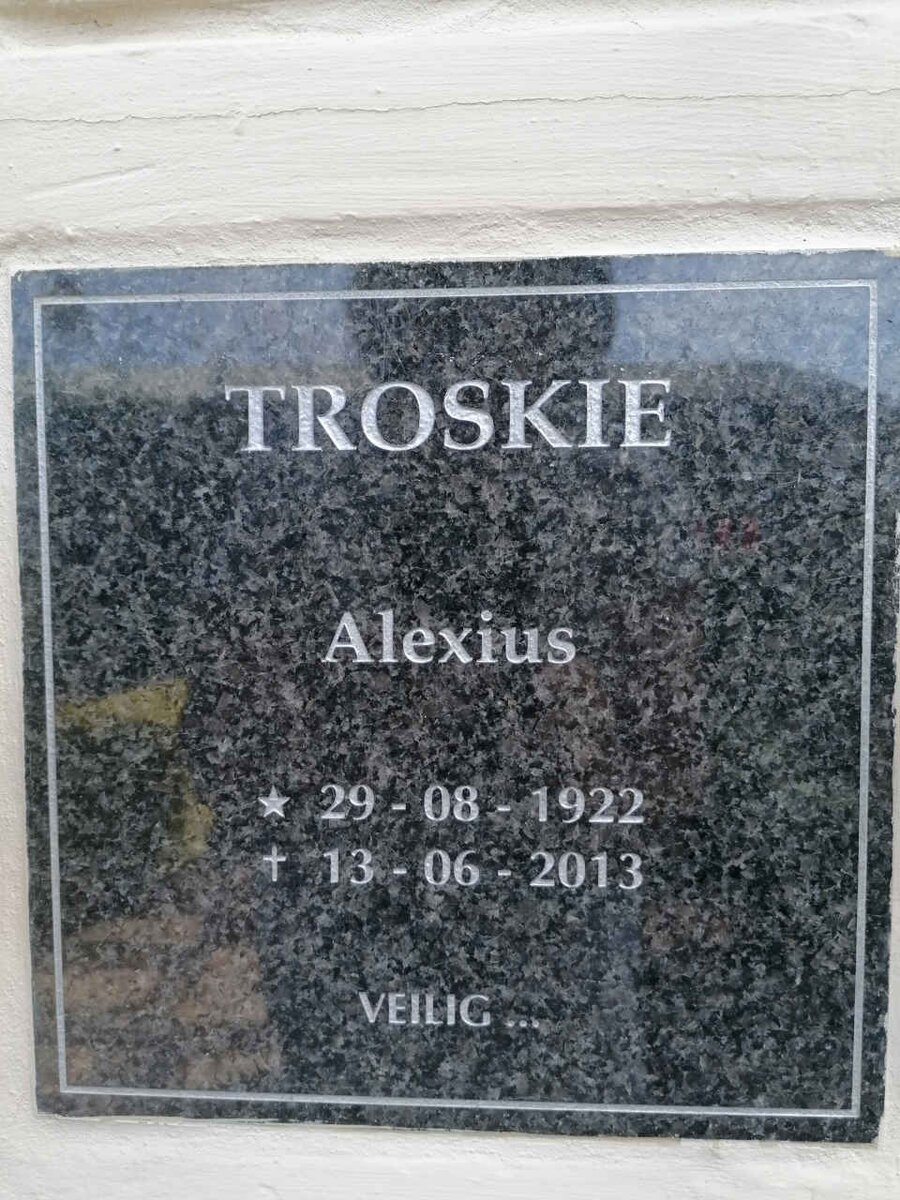 TROSKIE
Alexius
★ 29 - 08 - 1922
† 13 - 06 - 2013
VEILIG ...